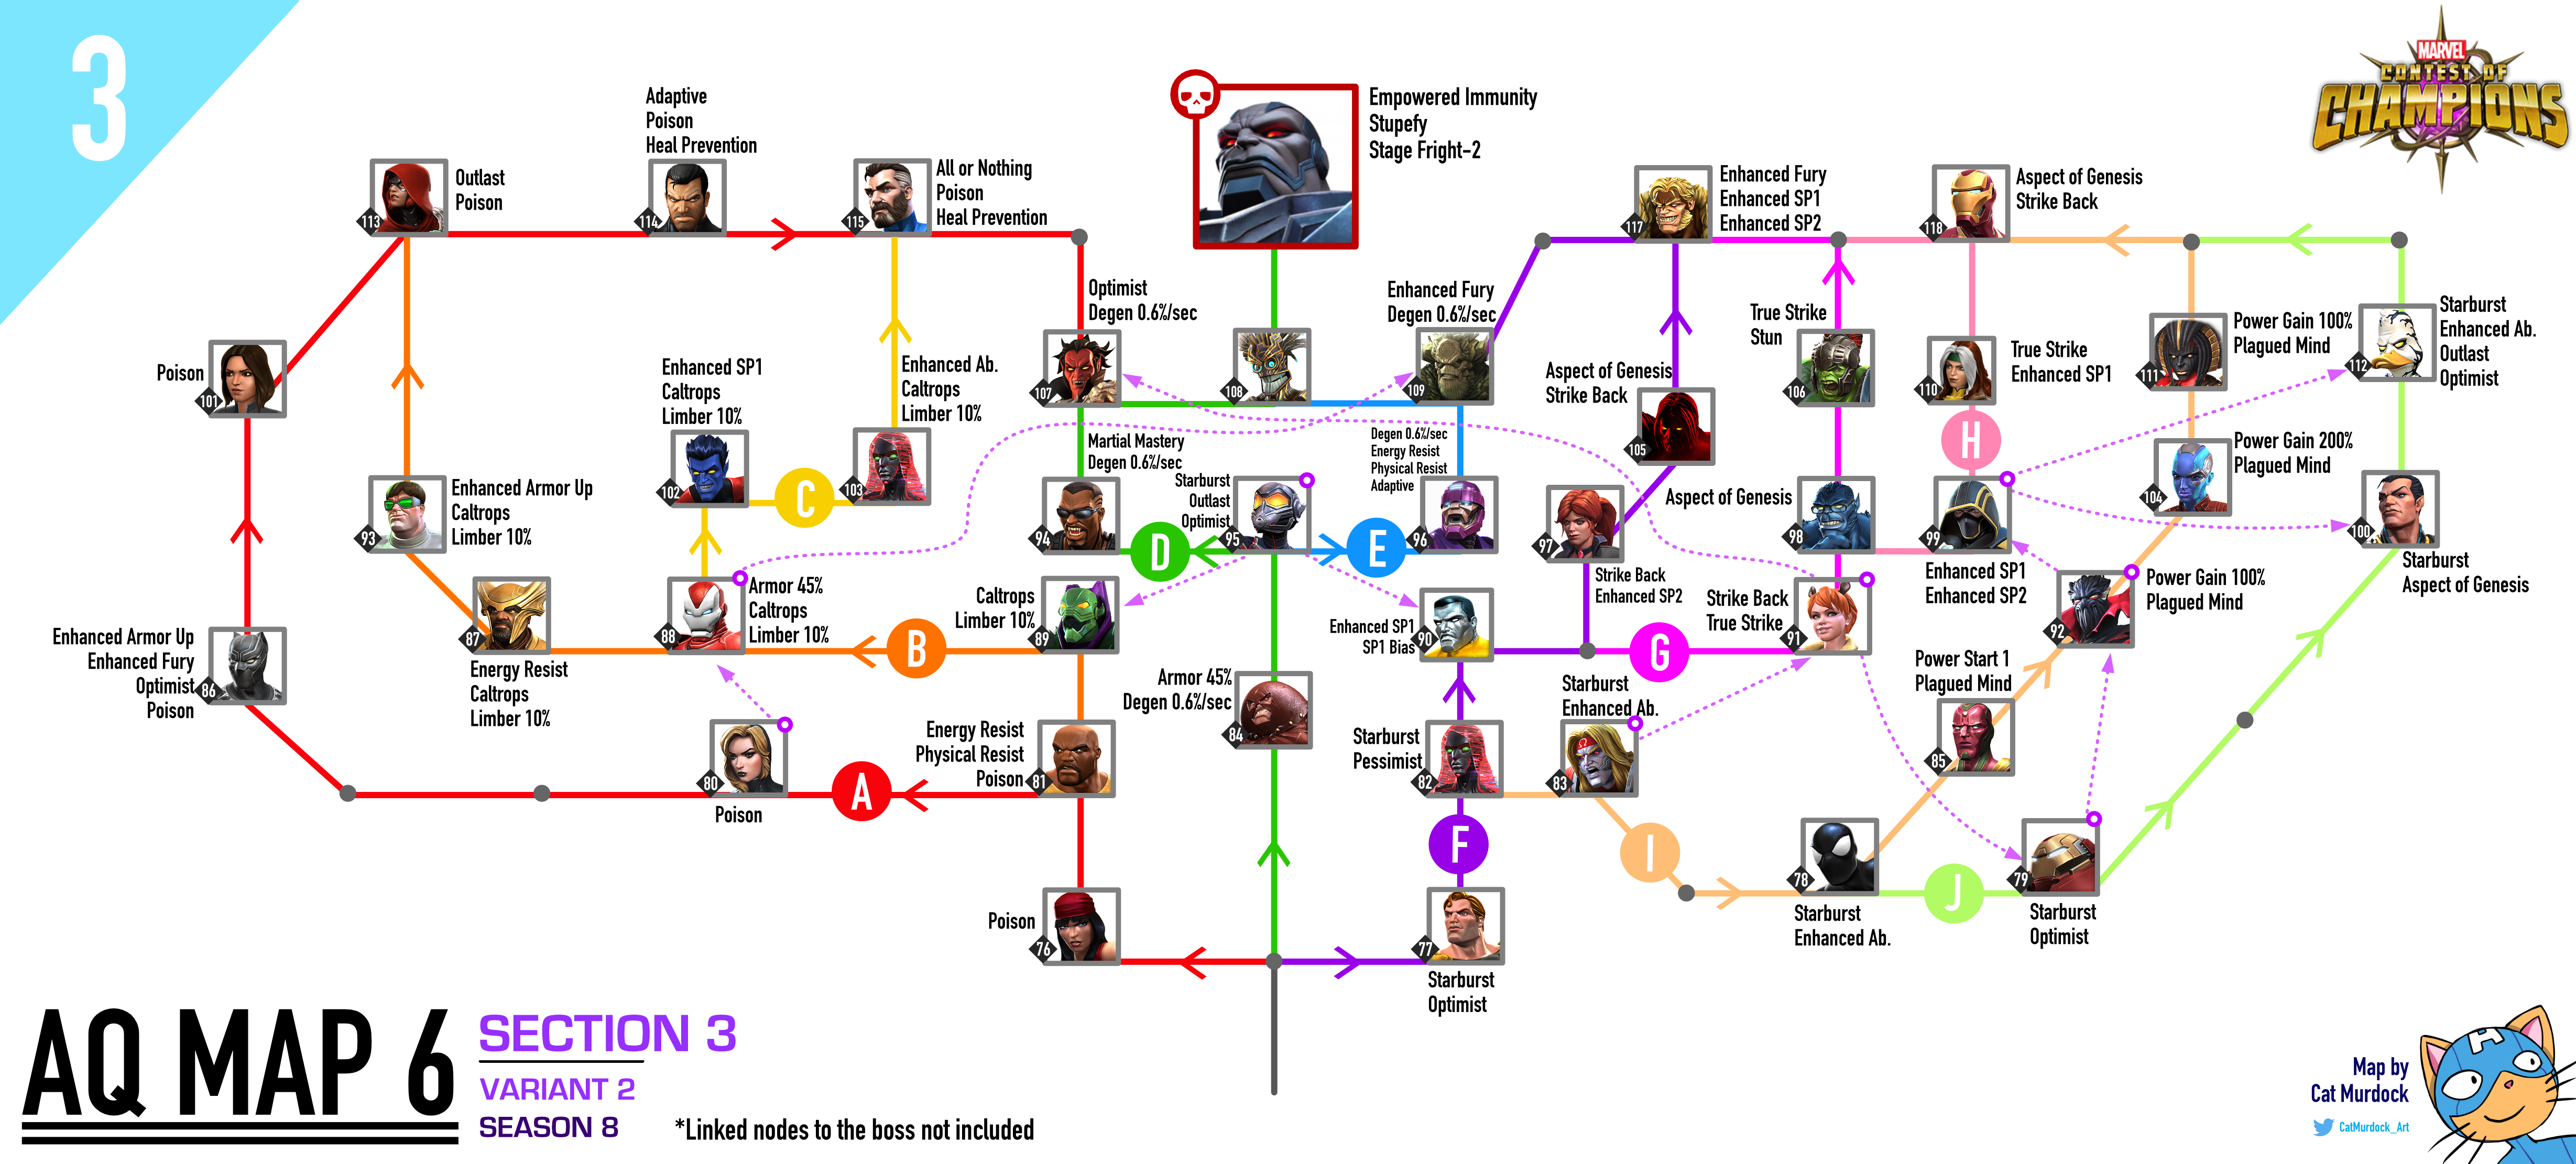 3
MARVEL
CONTEST OF
CHAMPIONS
Empowered Immunity
Stupefy
Stage Fright-2
Adaptive
Poison
Heal Prevention
114
Outlast
Poison
113
All or Nothing
Poison
Heal Prevention
115
Enhanced Fury
Enhanced SP1
Enhanced SP2
117
Aspect of Genesis
Strike Back
118
Optimist
Degen 0.6%/sec
107
108
Enhanced Fury
Degen 0.6%/sec
109
True Strike
Stun
106
True Strike
Enhanced SP1
110
Power Gain 100%
Plagued Mind
111
Starburst
Enhanced Ab.
Outlast
Optimist
112
Poison
101
Enhanced SP1
Caltrops
Limber 10%
102
C
Enhanced Ab.
Caltrops
Limber 10%
103
Aspect of Genesis
Strike Back
105
H
Power Gain 200%
Plagued Mind
104
Enhanced Armor Up
Caltrops
Limber 10%
93
Martial Mastery
Degen 0.6%/sec
94
D
Starburst
Outlast
Optimist
95
E
Degen 0.6%/sec
Energy Resist
Physical Resist
Adaptive
96
97
Strike Back
Enhanced SP2
Aspect of Genesis
98
99
Enhanced SP1
Enhanced SP2
100
Starburst
Aspect of Genesis
Enhanced Armor Up
Enhanced Fury
Optimist
Poison
86
87
Energy Resist
Caltrops
Limber 10%
88
Armor 45%
Caltrops
Limber 10%
B
Caltrops
Limber 10%
89
Enhanced SP1
SP1 Bias
90
G
Strike Back
True Strike
91
92
Power Gain 100%
Plagued Mind
Armor 45%
Degen 0.6%/sec
84
Power Start 1
Plagued Mind
85
80
Poison
A
Energy Resist
Physical Resist
Poison
81
Starburst
Pessimist
82
Starburst
Enhanced Ab.
83
F
I
78
Starburst
Enhanced Ab.
J
79
Starburst
Optimist
Poison
76
77
Starburst
Optimist
AQ MAP 6
SECTION 3
VARIANT 2
SEASON 8
*Linked nodes to the boss not included
Map by
Cat Murdock
CatMurdock_Art
A